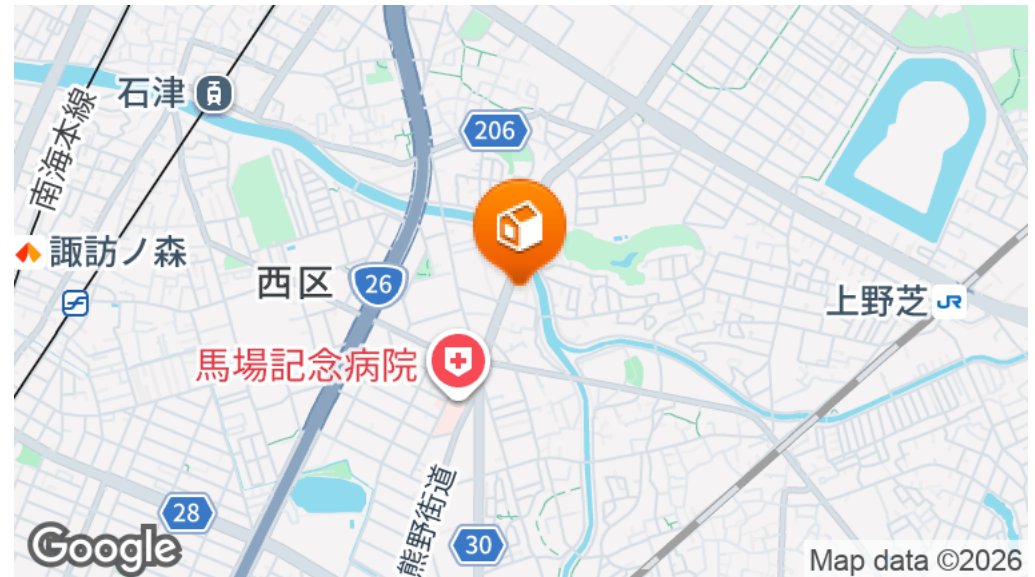 石津
南海本線
206
諏訪ノ森
西区
26
上野芝
JR
馬場記念病院
熊野街道
28
30
Google
Map data ©2026